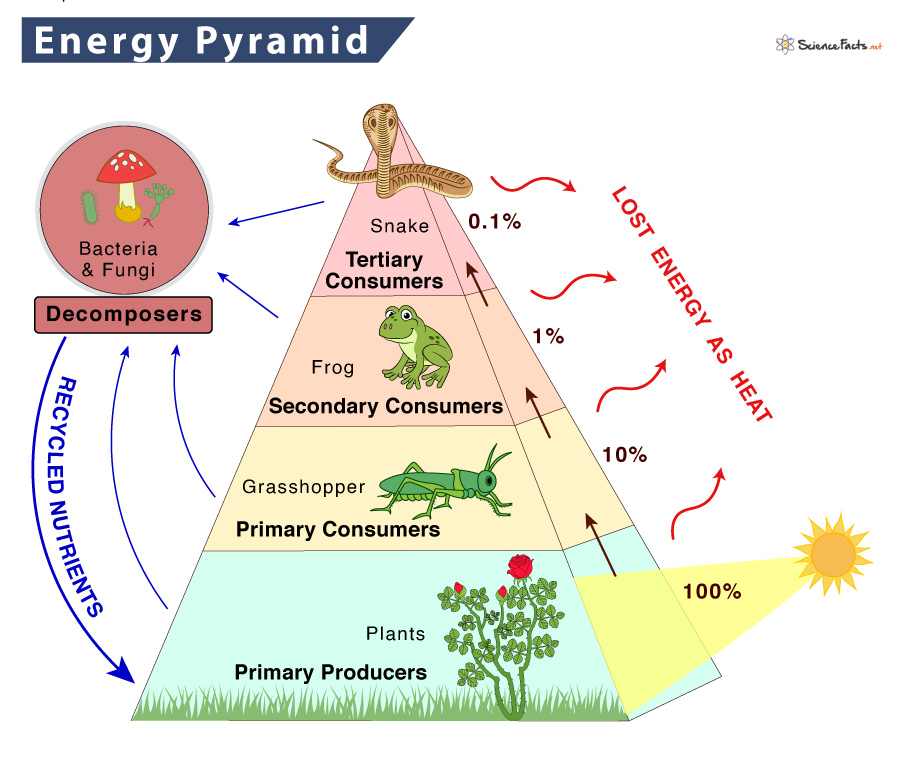 Energy Pyramid
ScienceFacts.net
Bacteria
& Fungi
Decomposers
RECYCLED NUTRIENTS
Snake
Tertiary
Consumers
0.1%
Frog
Secondary Consumers
1%
Grasshopper
Primary Consumers
10%
Plants
Primary Producers
100%
LOST ENERGY AS HEAT